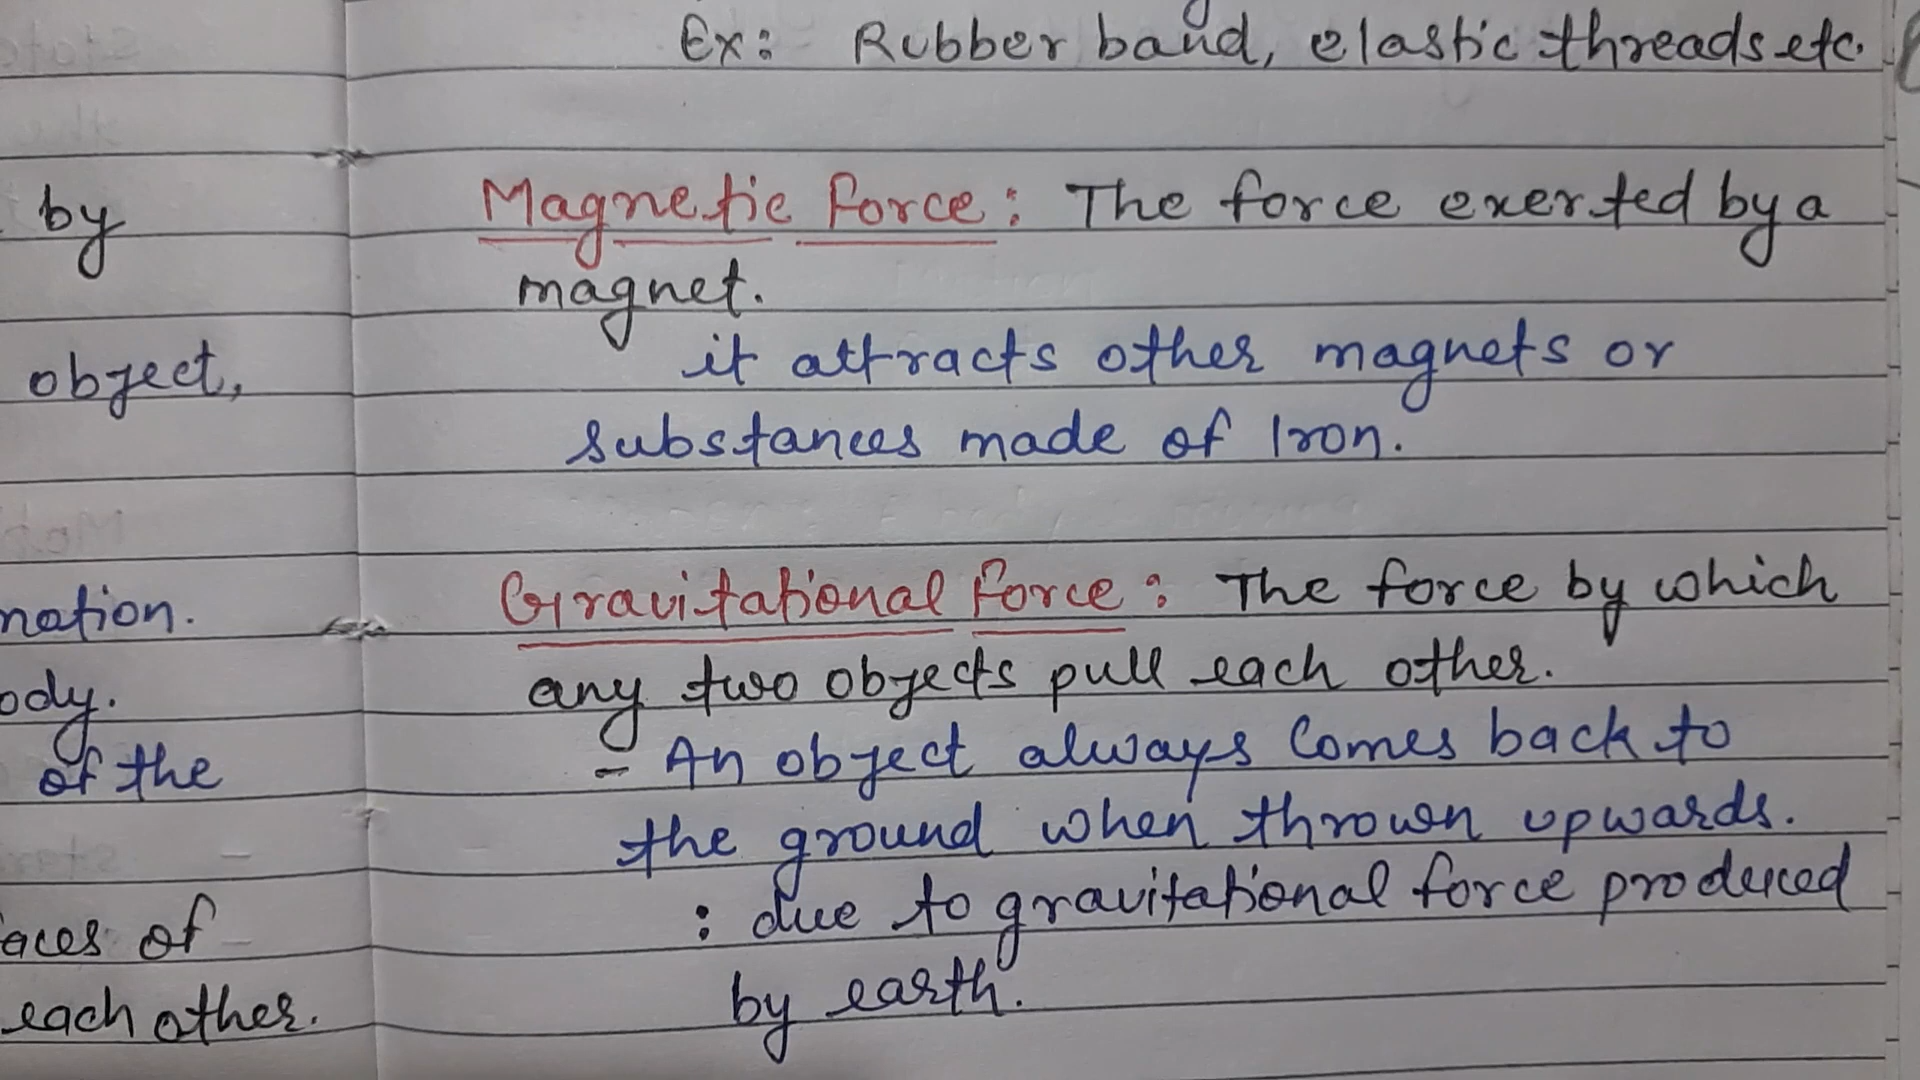 Ex: Rubber band, elastic threads etc.
Magnetic Force: The force exerted by a
magnet.
it attracts other magnets or
substances made of Iron.
Gravitational Force: The force by which
any two objects pull each other.
- An object always comes back to
the ground when thrown upwards.
: due to gravitational force produced
by earth.
by
object,
of the
of
each other.